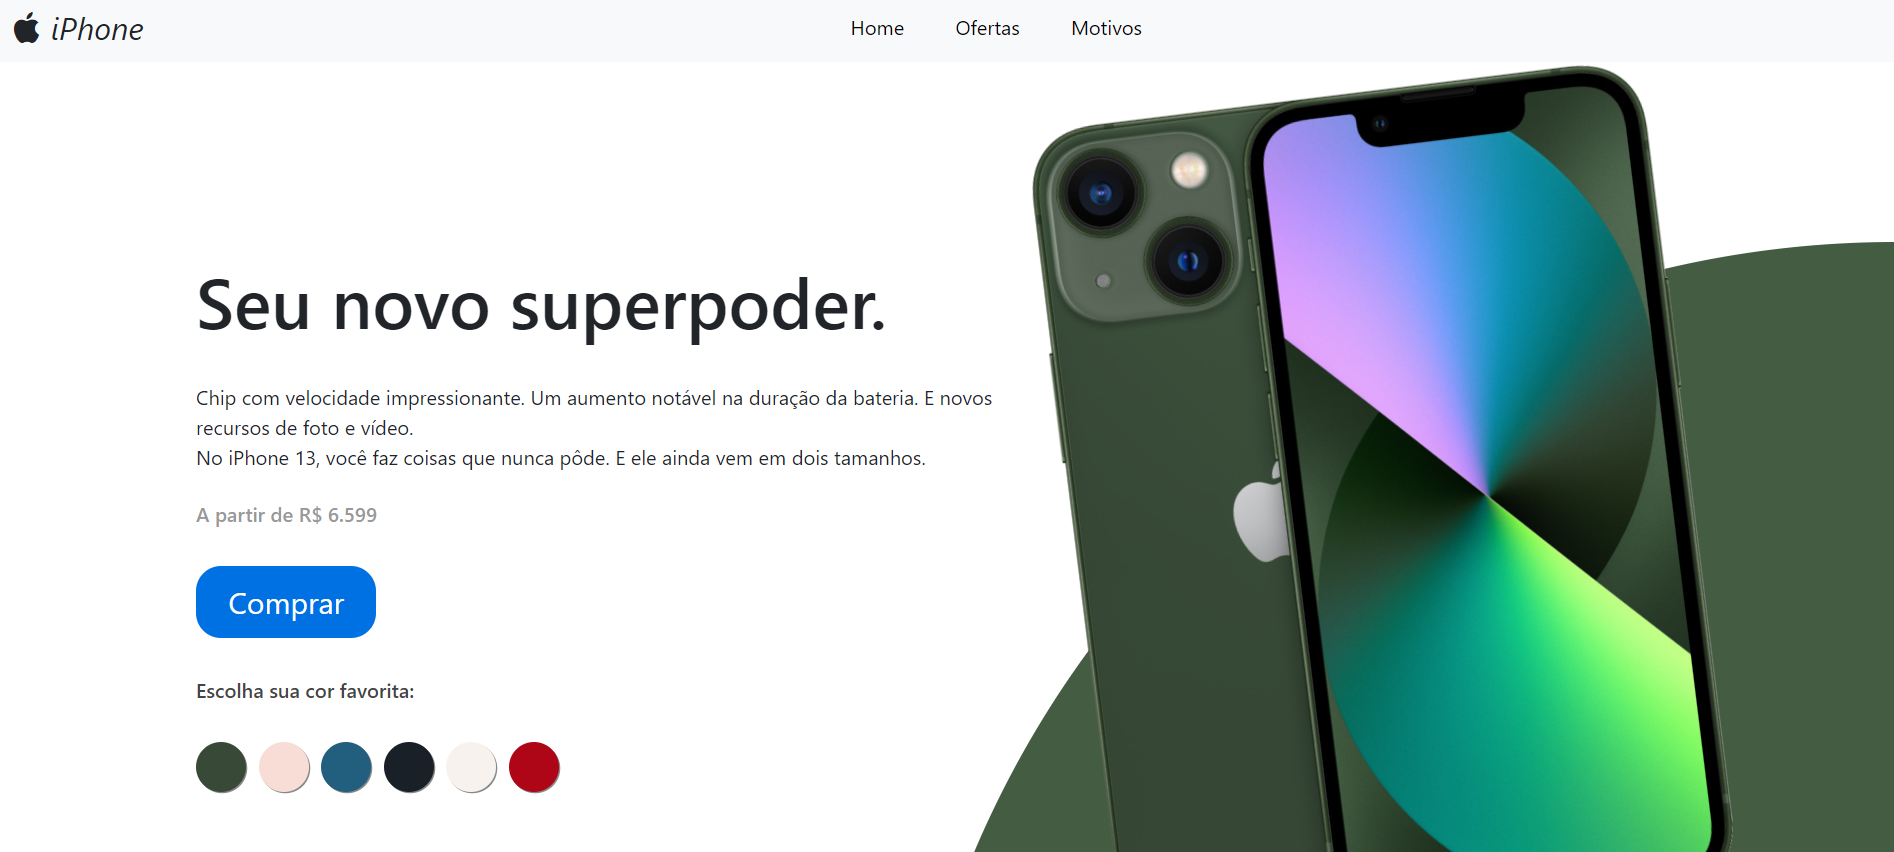 iPhone
Home
Ofertas
Motivos
Seu novo superpoder.
Chip com velocidade impressionante. Um aumento notável na duração da bateria. E novos
recursos de foto e vídeo.
No iPhone 13, você faz coisas que nunca pôde. E ele ainda vem em dois tamanhos.
A partir de R$ 6.599
Comprar
Escolha sua cor favorita: